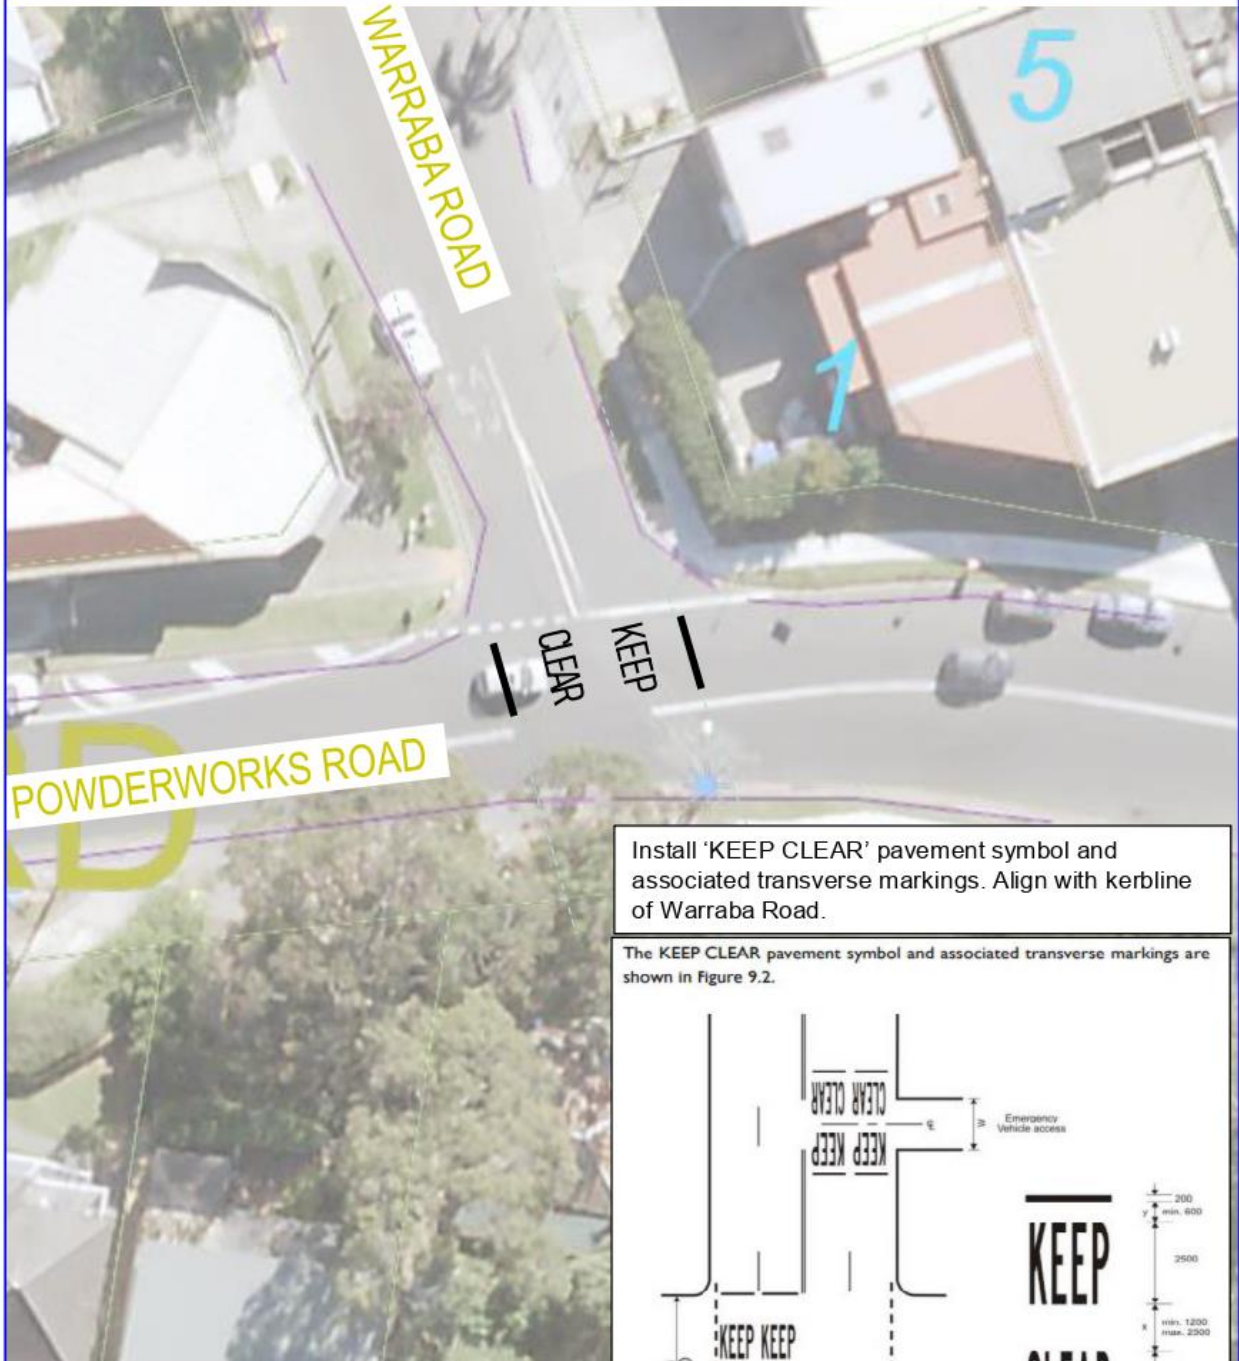 WARRABA ROAD
5
1
KEEP
CLEAR
POWDERWORKS ROAD
RD
Install ‘KEEP CLEAR’ pavement symbol and
associated transverse markings. Align with kerbline
of Warraba Road.
The KEEP CLEAR pavement symbol and associated transverse markings are
shown in Figure 9.2.
CLEAR CLEAR
KEEP KEEP
W
Emergency
Vehicle access
200
y min. 600
KEEP
2500
x min. 1200
max. 2300
KEEP KEEP
CLEAR